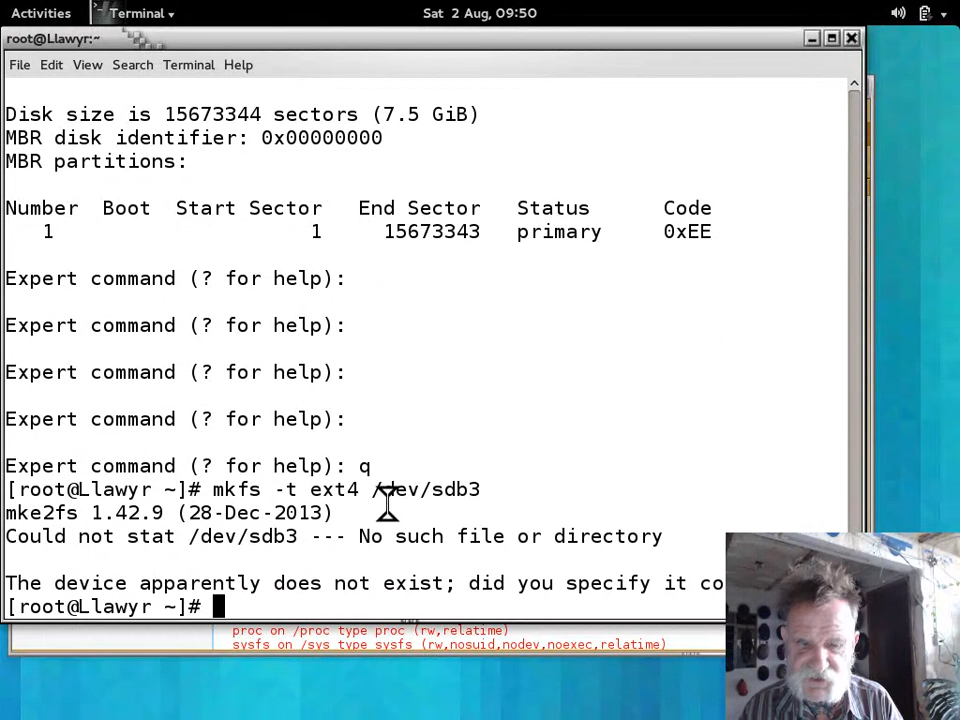 Activities
Terminal
Sat 2 Aug, 09:50
root@Llawyr:~
File Edit View Search Terminal Help
Disk size is 15673344 sectors (7.5 GiB)
MBR disk identifier: 0x00000000
MBR partitions:
Number Boot Start Sector End Sector Status Code
1 1 15673343 primary 0xEE
Expert command (? for help):
Expert command (? for help):
Expert command (? for help):
Expert command (? for help):
Expert command (? for help): q
[root@Llawyr ~]# mkfs -t ext4 /dev/sdb3
mke2fs 1.42.9 (28-Dec-2013)
Could not stat /dev/sdb3 --- No such file or directory
The device apparently does not exist; did you specify it co
[root@Llawyr ~]#
proc on /proc type proc (rw,relatime)
sysfs on /sys type sysfs (rw,nosuid,nodev,noexec,relatime)